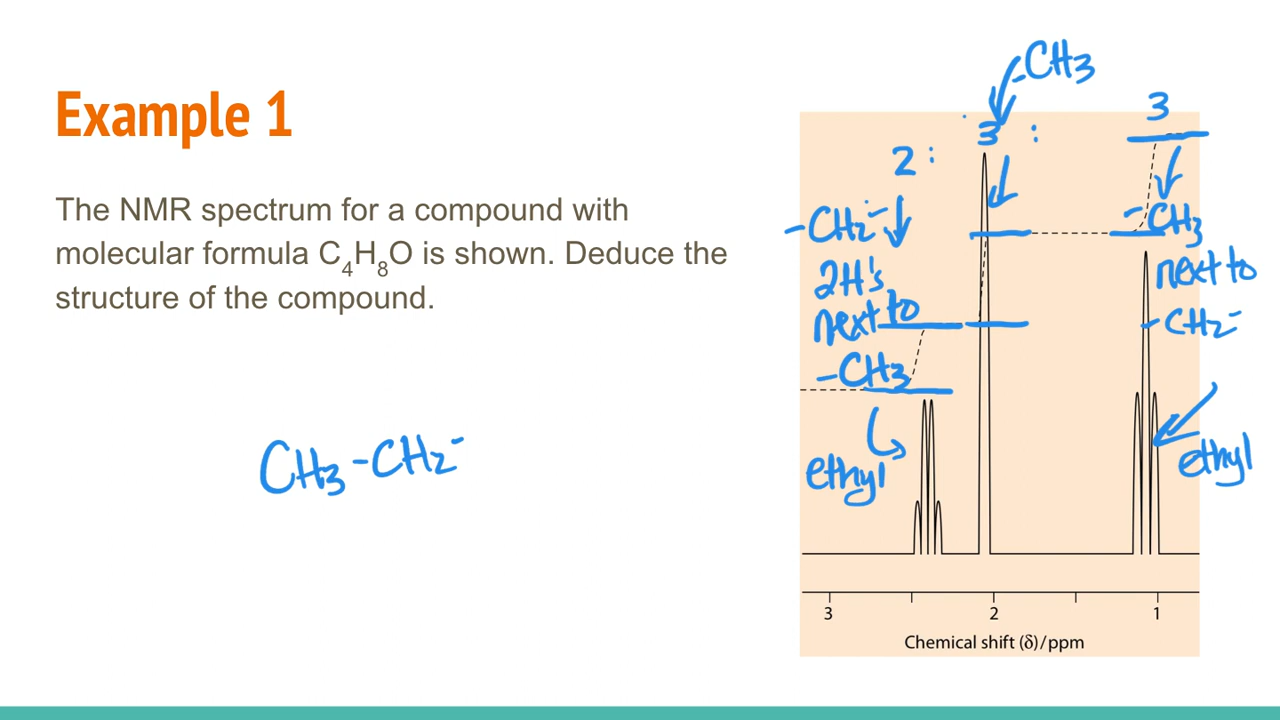 Example 1
The NMR spectrum for a compound with
molecular formula C₄H₈O is shown. Deduce the
structure of the compound.
CH₃-CH₂-
-CH₃
2 : 3 : 3
-CH₂-
2H's
next to
-CH₃
ethyl
-CH₃
next to
-CH₂-
ethyl
3 2 1
Chemical shift (δ)/ppm